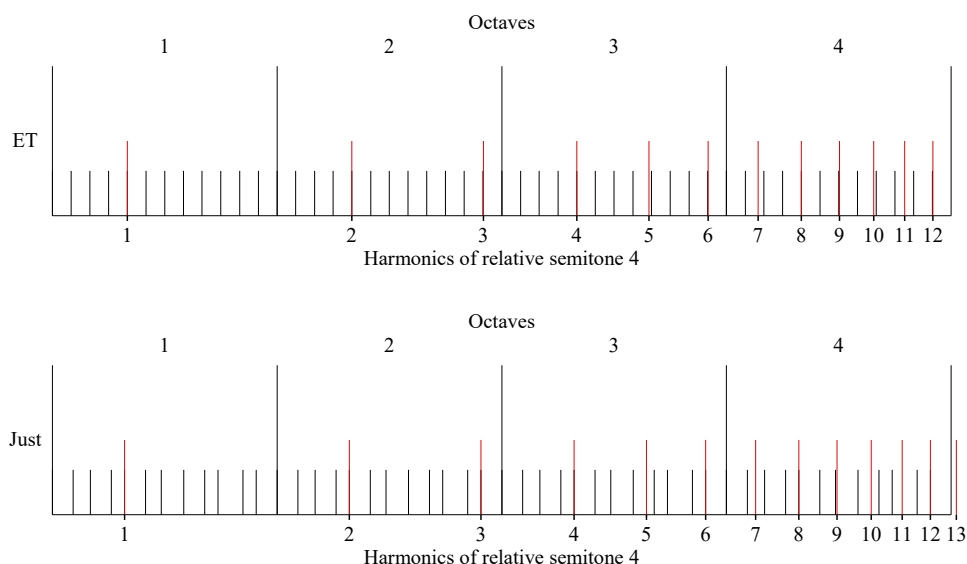 Octaves
1 2 3 4
ET
1 2 3 4 5 6 7 8 9 10 11 12
Harmonics of relative semitone 4
Octaves
1 2 3 4
Just
1 2 3 4 5 6 7 8 9 10 11 12 13
Harmonics of relative semitone 4